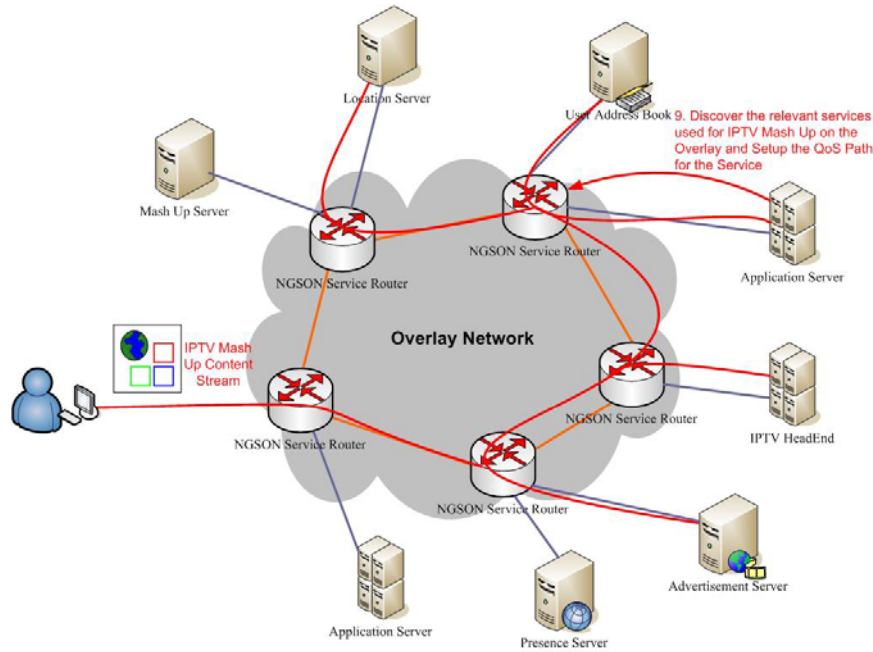 Location Server
User Address Book
9. Discover the relevant services
used for IPTV Mash Up on the
Overlay and Setup the QoS Path
for the Service
Mash Up Server
NGSON Service Router
NGSON Service Router
Application Server
Overlay Network
IPTV Mash
Up Content
Stream
NGSON Service Router
NGSON Service Router
IPTV HeadEnd
NGSON Service Router
Advertisement Server
Application Server
Presence Server